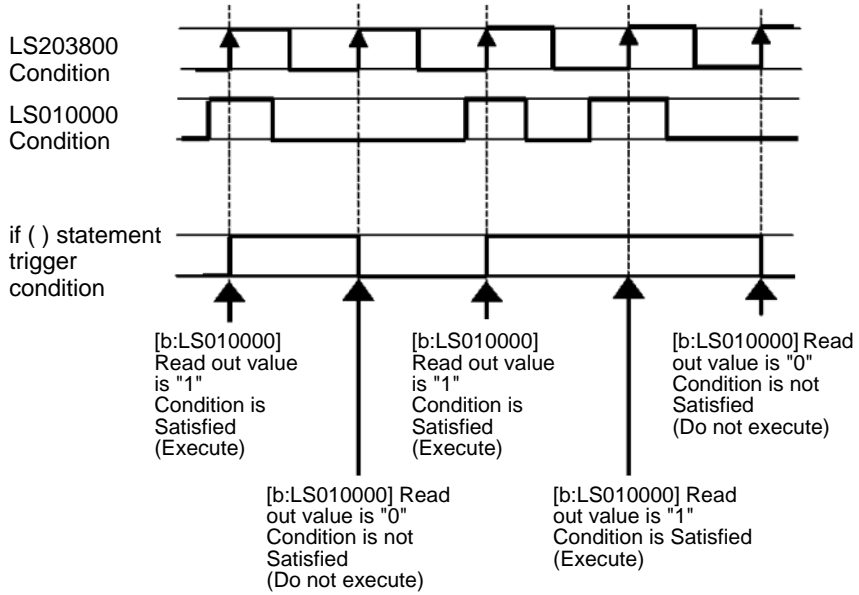 LS203800
Condition
LS010000
Condition
if ( ) statement
trigger
condition
[b:LS010000]
Read out value
is "1"
Condition is
Satisfied
(Execute)
[b:LS010000]
Read out value
is "1"
Condition is
Satisfied
(Execute)
[b:LS010000] Read
out value is "0"
Condition is not
Satisfied
(Do not execute)
[b:LS010000] Read
out value is "0"
Condition is not
Satisfied
(Do not execute)
[b:LS010000] Read
out value is "1"
Condition is Satisfied
(Execute)